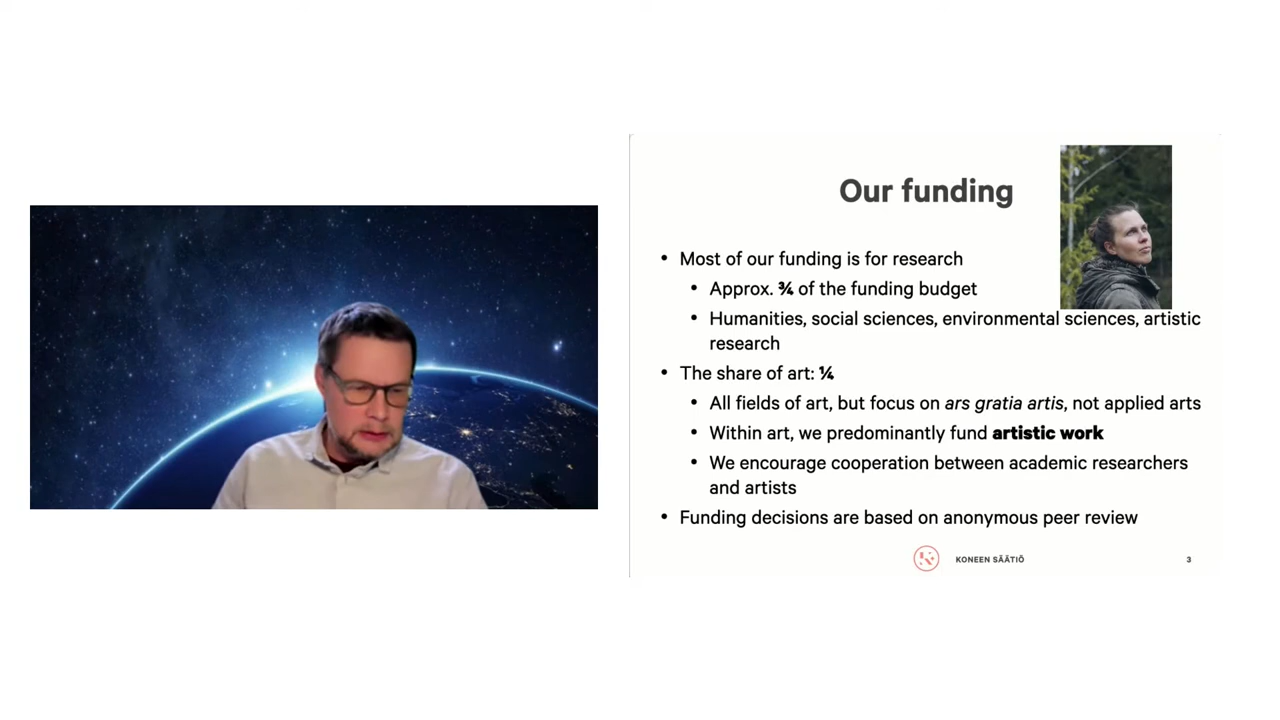 Our funding
• Most of our funding is for research
• Approx. ¾ of the funding budget
• Humanities, social sciences, environmental sciences, artistic
research
• The share of art: ¼
• All fields of art, but focus on ars gratia artis, not applied arts
• Within art, we predominantly fund artistic work
• We encourage cooperation between academic researchers
and artists
• Funding decisions are based on anonymous peer review
KONEEN SÄÄTIÖ
3